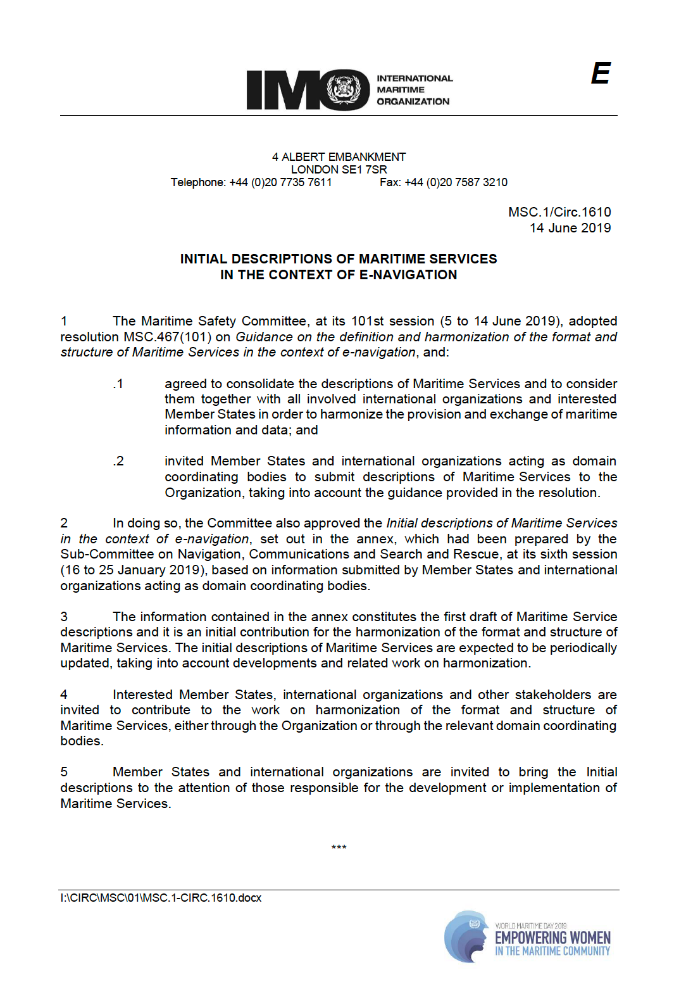 E
IMO INTERNATIONAL
MARITIME
ORGANIZATION
4 ALBERT EMBANKMENT
LONDON SE1 7SR
Telephone: +44 (0)20 7735 7611 Fax: +44 (0)20 7587 3210
MSC.1/Circ.1610
14 June 2019
INITIAL DESCRIPTIONS OF MARITIME SERVICES
IN THE CONTEXT OF E-NAVIGATION
1 The Maritime Safety Committee, at its 101st session (5 to 14 June 2019), adopted
resolution MSC.467(101) on Guidance on the definition and harmonization of the format and
structure of Maritime Services in the context of e-navigation, and:
.1 agreed to consolidate the descriptions of Maritime Services and to consider
them together with all involved international organizations and interested
Member States in order to harmonize the provision and exchange of maritime
information and data; and
.2 invited Member States and international organizations acting as domain
coordinating bodies to submit descriptions of Maritime Services to the
Organization, taking into account the guidance provided in the resolution.
2 In doing so, the Committee also approved the Initial descriptions of Maritime Services
in the context of e-navigation, set out in the annex, which had been prepared by the
Sub-Committee on Navigation, Communications and Search and Rescue, at its sixth session
(16 to 25 January 2019), based on information submitted by Member States and international
organizations acting as domain coordinating bodies.
3 The information contained in the annex constitutes the first draft of Maritime Service
descriptions and it is an initial contribution for the harmonization of the format and structure of
Maritime Services. The initial descriptions of Maritime Services are expected to be periodically
updated, taking into account developments and related work on harmonization.
4 Interested Member States, international organizations and other stakeholders are
invited to contribute to the work on harmonization of the format and structure of
Maritime Services, either through the Organization or through the relevant domain coordinating
bodies.
5 Member States and international organizations are invited to bring the Initial
descriptions to the attention of those responsible for the development or implementation of
Maritime Services.
***
I:\CIRC\MSC\01\MSC.1-CIRC.1610.docx
WORLD MARITIME DAY 2019
EMPOWERING WOMEN
IN THE MARITIME COMMUNITY